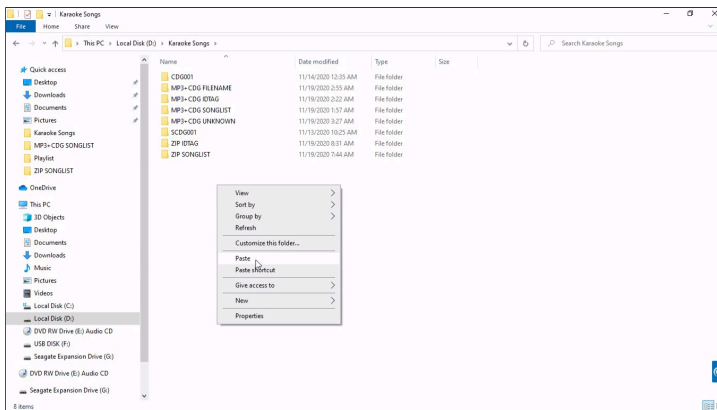 Karaoke Songs
File Home Share View
This PC > Local Disk (D:) > Karaoke Songs >
Search Karaoke Songs
Name Date modified Type Size
CDG001 11/14/2020 12:35 AM File folder
MP3+CDG FILENAME 11/19/2020 2:55 AM File folder
MP3+CDG IDTAG 11/19/2020 2:22 AM File folder
MP3+CDG SONGLIST 11/19/2020 1:57 AM File folder
MP3+CDG UNKNOWN 11/19/2020 3:27 AM File folder
SCDG001 11/13/2020 10:25 AM File folder
ZIP IDTAG 11/19/2020 8:31 AM File folder
ZIP SONGLIST 11/19/2020 7:44 AM File folder
Quick access
Desktop
Downloads
Documents
Pictures
Karaoke Songs
MP3+CDG SONGLIST
Playlist
ZIP SONGLIST
OneDrive
This PC
3D Objects
Desktop
Documents
Downloads
Music
Pictures
Videos
Local Disk (C:)
Local Disk (D:)
DVD RW Drive (E:) Audio CD
USB DISK (F:)
Seagate Expansion Drive (G:)
DVD RW Drive (E:) Audio CD
Seagate Expansion Drive (G:)
View
Sort by
Group by
Refresh
Customize this folder...
Paste
Paste shortcut
Give access to
New
Properties
8 items